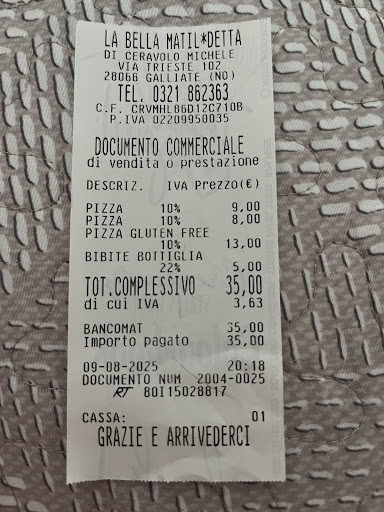 LA BELLA MATIL*DETTA
DI CERAVOLO MICHELE
VIA TRIESTE 102
28066 GALLIATE (NO)
TEL. 0321 862363
C.F. CRVMHL86D12C710B
P.IVA 02209950035
DOCUMENTO COMMERCIALE
di vendita o prestazione
DESCRIZ. IVA Prezzo(€)
PIZZA 10% 9,00
PIZZA 10% 8,00
PIZZA GLUTEN FREE
10% 13,00
BIBITE BOTTIGLIA
22% 5,00
TOT.COMPLESSIVO 35,00
di cui IVA 3,63
BANCOMAT 35,00
Importo pagato 35,00
09-08-2025 20:18
DOCUMENTO NUM 2004-0025
RT 80I15028817
CASSA: 01
GRAZIE E ARRIVEDERCI